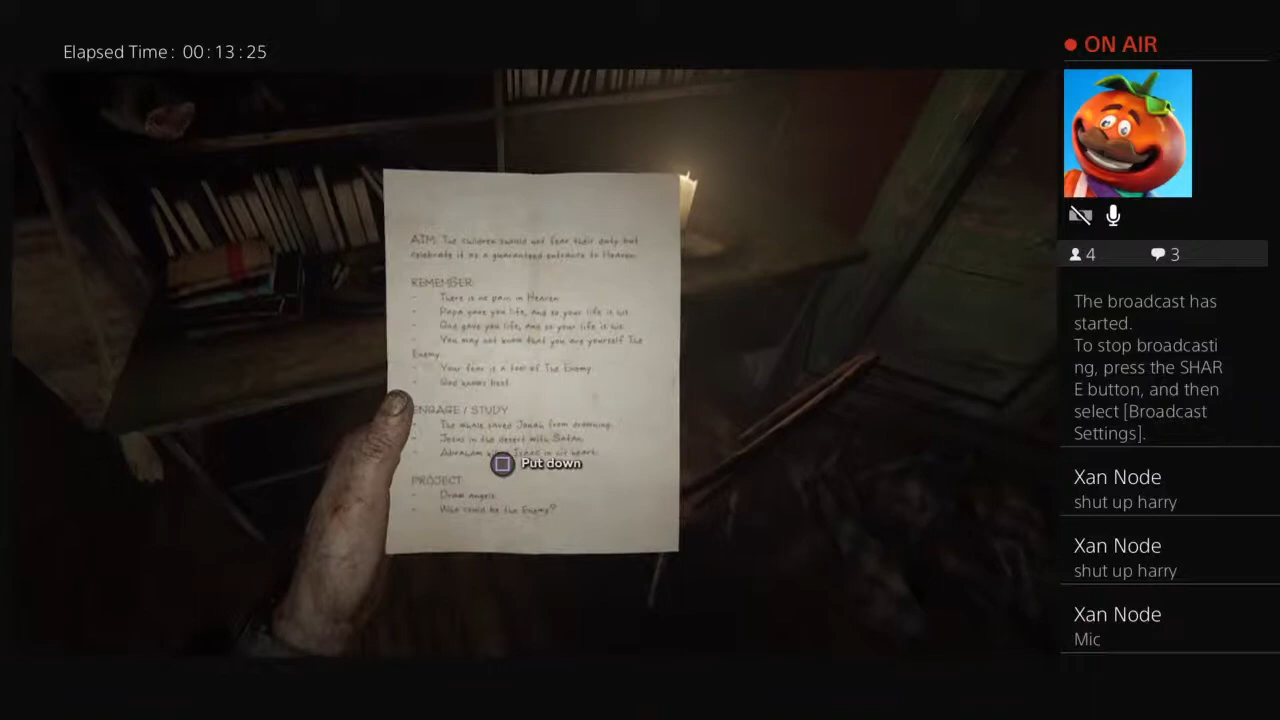 Elapsed Time: 00:13:25
ON AIR
4
3
The broadcast has
started.
To stop broadcasti
ng, press the SHAR
E button, and then
select [Broadcast
Settings].
Xan Node
shut up harry
Xan Node
shut up harry
Xan Node
Mic
AIM: The children should not fear their duty but
celebrate it as a guaranteed entrance to Heaven.
REMEMBER:
- There is no pain in Heaven
- Papa gave you life, and so your life is his.
- God gave you life, and so your life is his.
- You may not know that you are yourself The
Enemy.
- Your fear is a tool of The Enemy.
- God knows best.
ENGAGE / STUDY
- The whale saved Jonah from drowning.
- Jesus in the desert with Satan.
- Abraham Isaac in his heart.
Put down
PROJECT
- Draw angels.
- Who could be the Enemy?